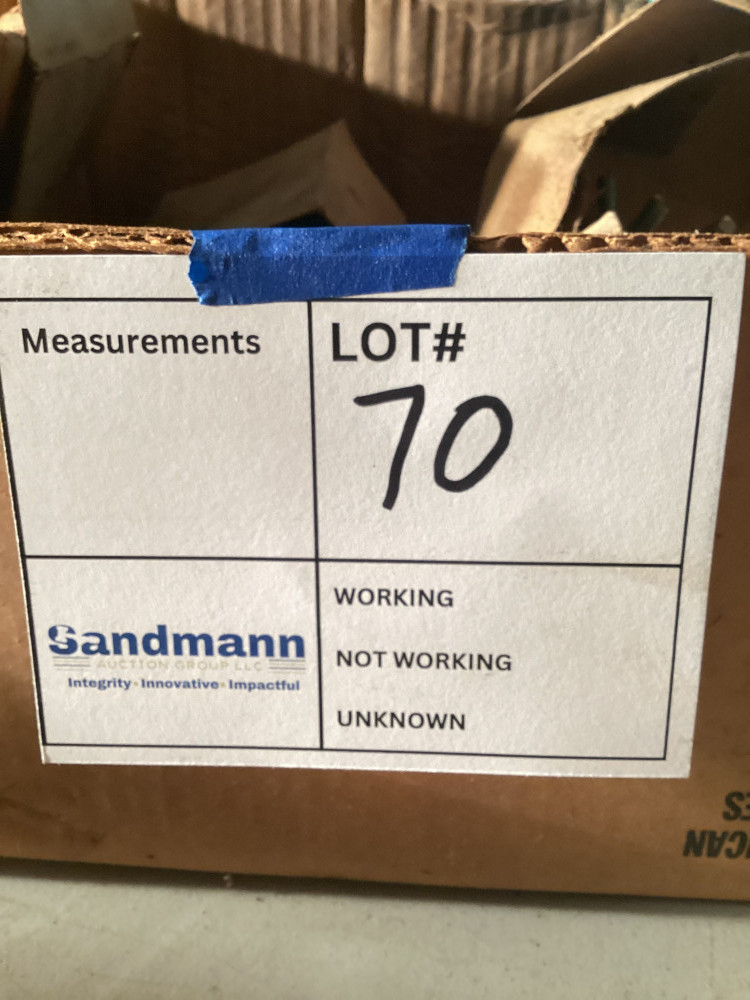 Measurements
LOT#
70
Sandmann
AUCTION GROUP LLC
Integrity · Innovative · Impactful
WORKING
NOT WORKING
UNKNOWN